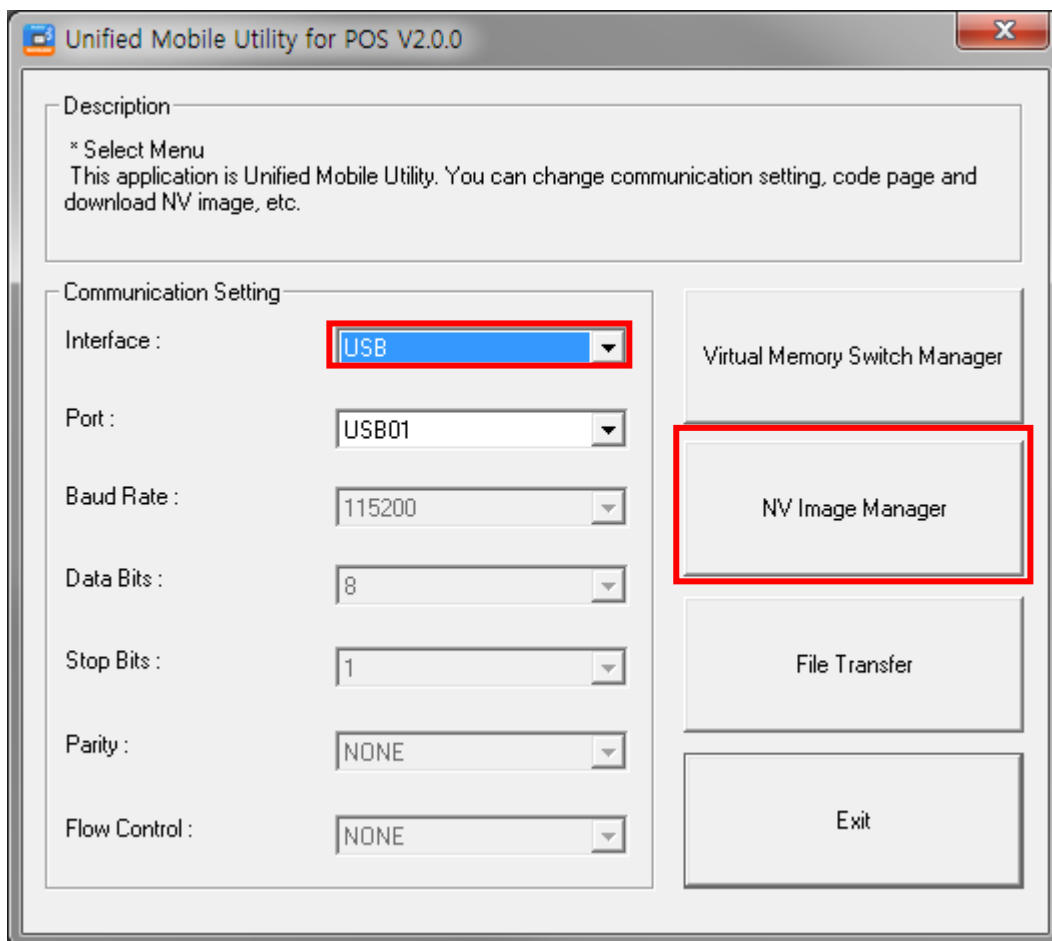 Unified Mobile Utility for POS V2.0.0
Description
* Select Menu
This application is Unified Mobile Utility. You can change communication setting, code page and
download NV image, etc.
Communication Setting
Interface :
USB
Port :
USB01
Baud Rate :
115200
Data Bits :
8
Stop Bits :
1
Parity :
NONE
Flow Control :
NONE
Virtual Memory Switch Manager
NV Image Manager
File Transfer
Exit